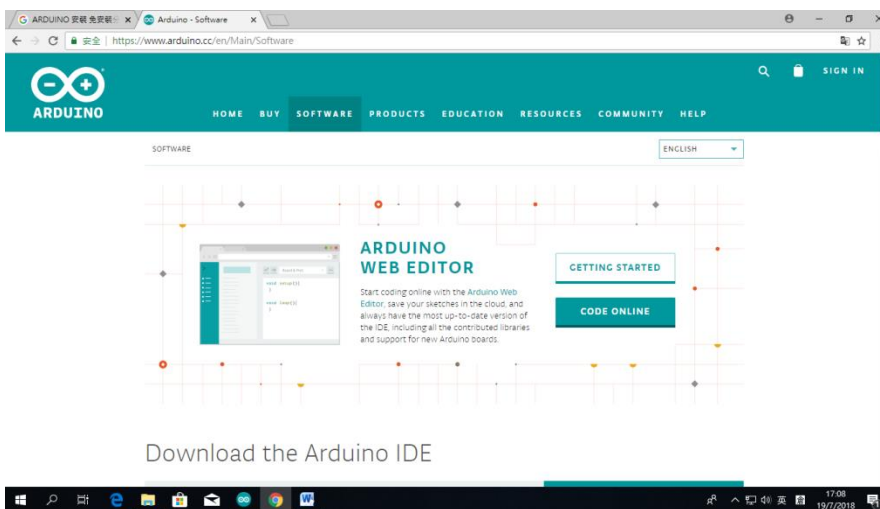 ARDUINO 安裝 免安裝
Arduino - Software
安全 | https://www.arduino.cc/en/Main/Software
SIGN IN
ARDUINO
HOME BUY SOFTWARE PRODUCTS EDUCATION RESOURCES COMMUNITY HELP
SOFTWARE
ENGLISH
void setup(){
}
void loop(){
}
ARDUINO
WEB EDITOR
Start coding online with the Arduino Web
Editor, save your sketches in the cloud, and
always have the most up-to-date version of
the IDE, including all the contributed libraries
and support for new Arduino boards.
GETTING STARTED
CODE ONLINE
Download the Arduino IDE
英
17:08
19/7/2018